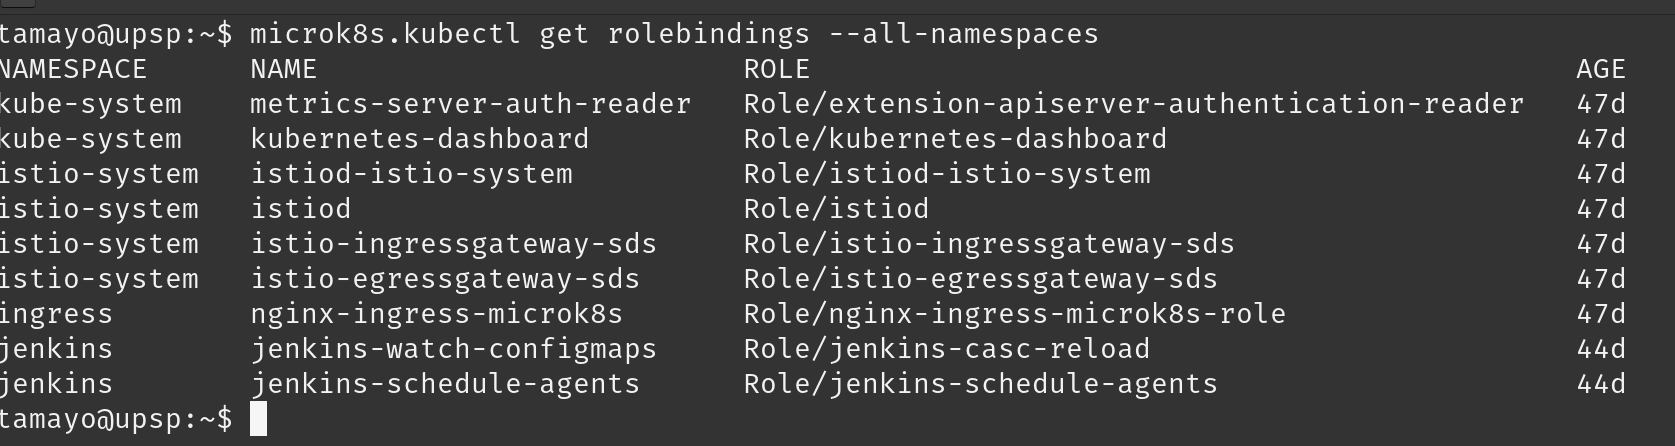 tamayo@upsp:~$ microk8s.kubectl get rolebindings --all-namespaces
NAMESPACE NAME ROLE AGE
kube-system metrics-server-auth-reader Role/extension-apiserver-authentication-reader 47d
kube-system kubernetes-dashboard Role/kubernetes-dashboard 47d
istio-system istiod-istio-system Role/istiod-istio-system 47d
istio-system istiod Role/istiod 47d
istio-system istio-ingressgateway-sds Role/istio-ingressgateway-sds 47d
istio-system istio-egressgateway-sds Role/istio-egressgateway-sds 47d
ingress nginx-ingress-microk8s Role/nginx-ingress-microk8s-role 47d
jenkins jenkins-watch-configmaps Role/jenkins-casc-reload 44d
jenkins jenkins-schedule-agents Role/jenkins-schedule-agents 44d
tamayo@upsp:~$